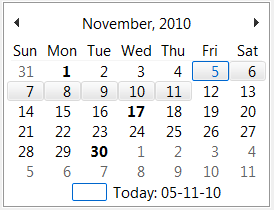 November, 2010
Sun Mon Tue Wed Thu Fri Sat
31 1 2 3 4 5 6
7 8 9 10 11 12 13
14 15 16 17 18 19 20
21 22 23 24 25 26 27
28 29 30 1 2 3 4
5 6 7 8 9 10 11
Today: 05-11-10